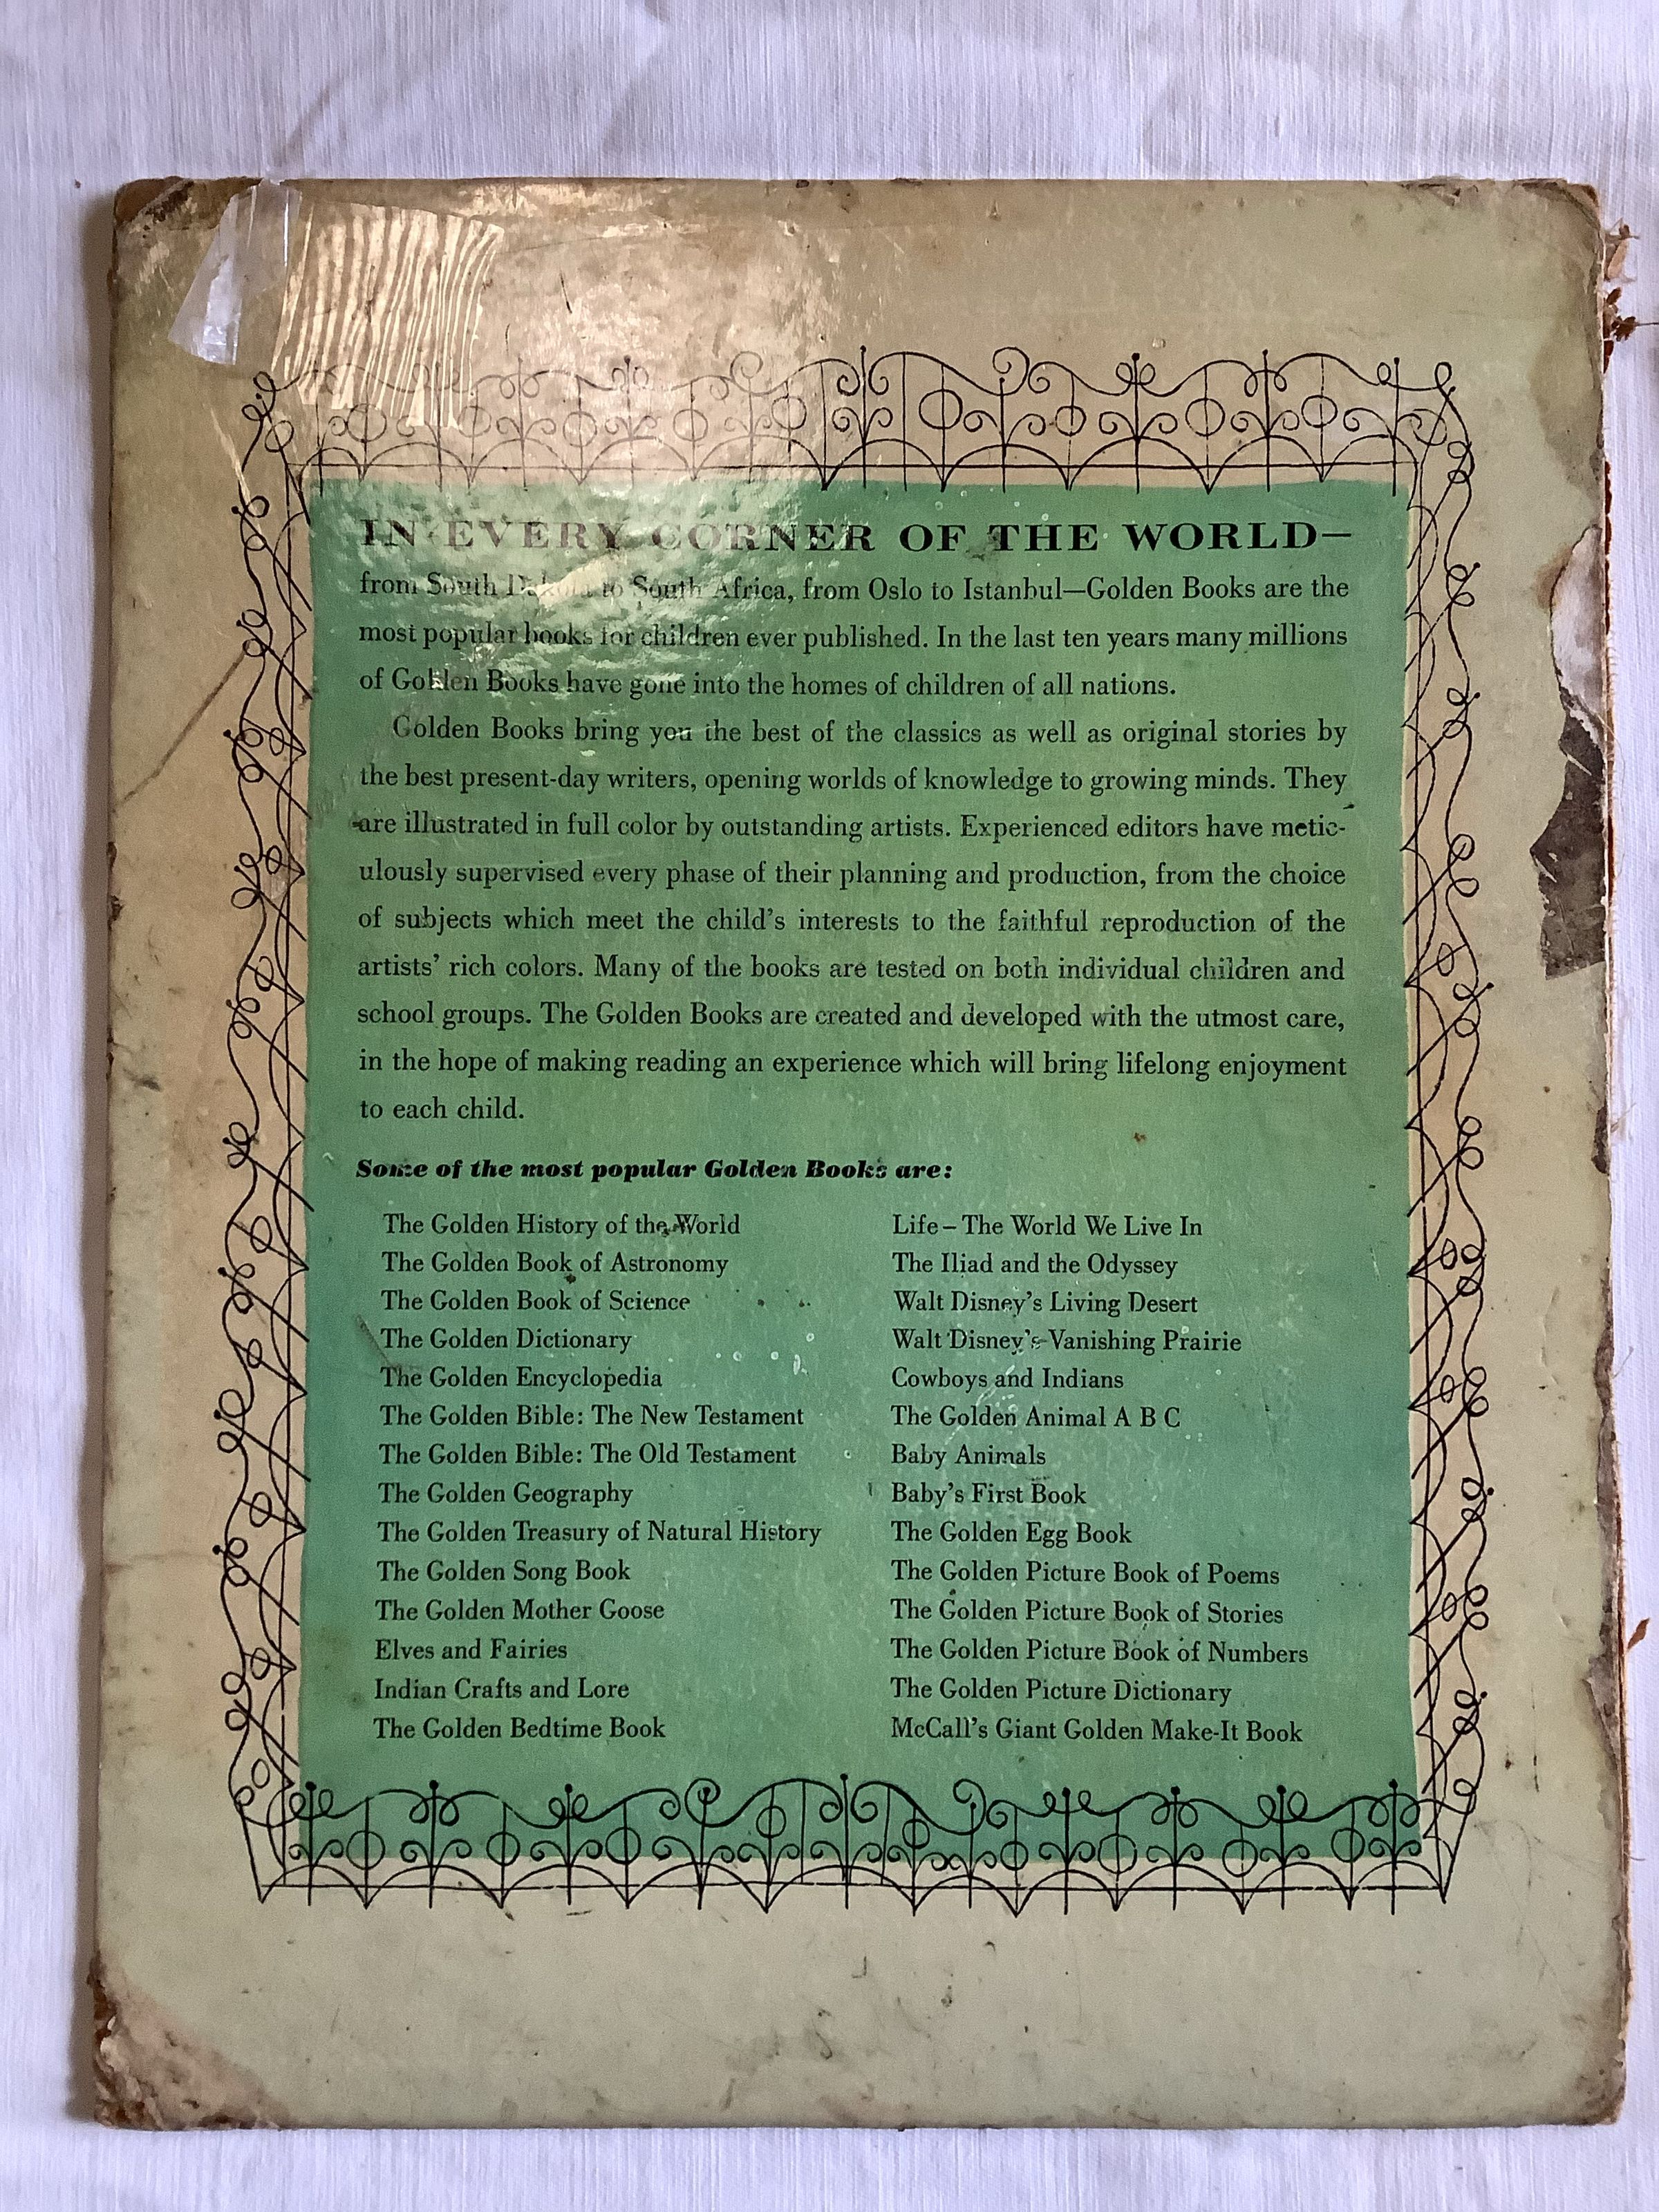 IN EVERY CORNER OF THE WORLD—
from South Dakota to South Africa, from Oslo to Istanbul—Golden Books are the
most popular books for children ever published. In the last ten years many millions
of Golden Books have gone into the homes of children of all nations.
Golden Books bring you the best of the classics as well as original stories by
the best present-day writers, opening worlds of knowledge to growing minds. They
are illustrated in full color by outstanding artists. Experienced editors have metic-
ulously supervised every phase of their planning and production, from the choice
of subjects which meet the child's interests to the faithful reproduction of the
artists' rich colors. Many of the books are tested on both individual children and
school groups. The Golden Books are created and developed with the utmost care,
in the hope of making reading an experience which will bring lifelong enjoyment
to each child.
Some of the most popular Golden Books are:
The Golden History of the World
The Golden Book of Astronomy
The Golden Book of Science
The Golden Dictionary
The Golden Encyclopedia
The Golden Bible: The New Testament
The Golden Bible: The Old Testament
The Golden Geography
The Golden Treasury of Natural History
The Golden Song Book
The Golden Mother Goose
Elves and Fairies
Indian Crafts and Lore
The Golden Bedtime Book
Life – The World We Live In
The Iliad and the Odyssey
Walt Disney's Living Desert
Walt Disney's Vanishing Prairie
Cowboys and Indians
The Golden Animal A B C
Baby Animals
Baby's First Book
The Golden Egg Book
The Golden Picture Book of Poems
The Golden Picture Book of Stories
The Golden Picture Book of Numbers
The Golden Picture Dictionary
McCall's Giant Golden Make-It Book